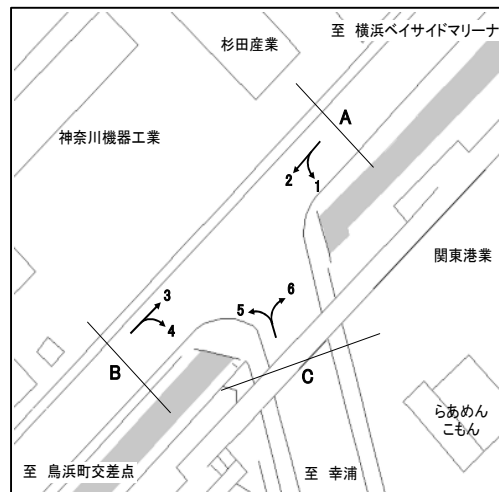 至 横浜ベイサイドマリーナ
杉田産業
A
神奈川機器工業
2
1
関東港業
3
6
5
4
B
C
らあめん
こもん
至 鳥浜町交差点
至 幸浦